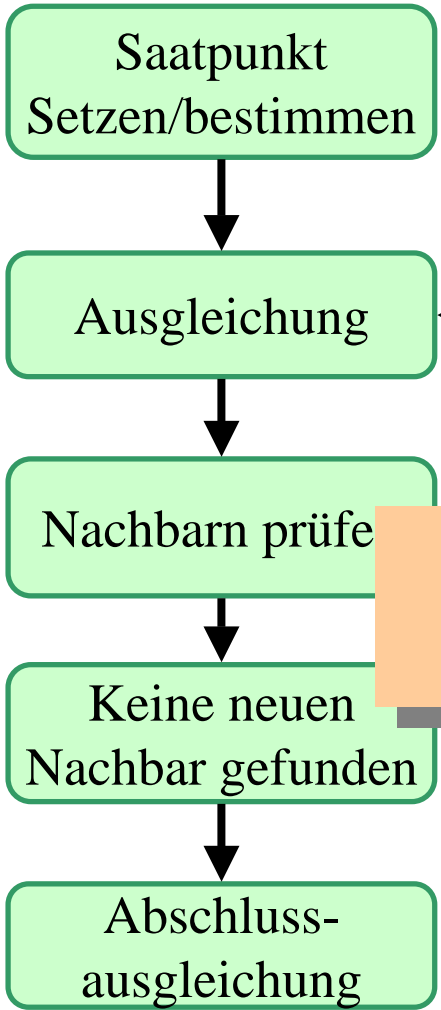 Saatpunkt
Setzen/bestimmen
Ausgleichung
Nachbarn prüfe
Keine neuen
Nachbar gefunden
Abschluss-
ausgleichung